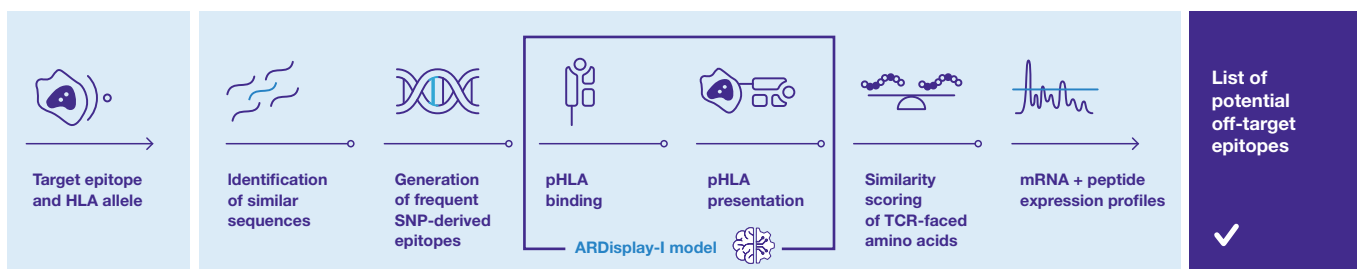 Target epitope
and HLA allele
Identification
of similar
sequences
Generation
of frequent
SNP-derived
epitopes
pHLA
binding
pHLA
presentation
ARDisplay-I model
Similarity
scoring
of TCR-faced
amino acids
mRNA + peptide
expression profiles
List of
potential
off-target
epitopes